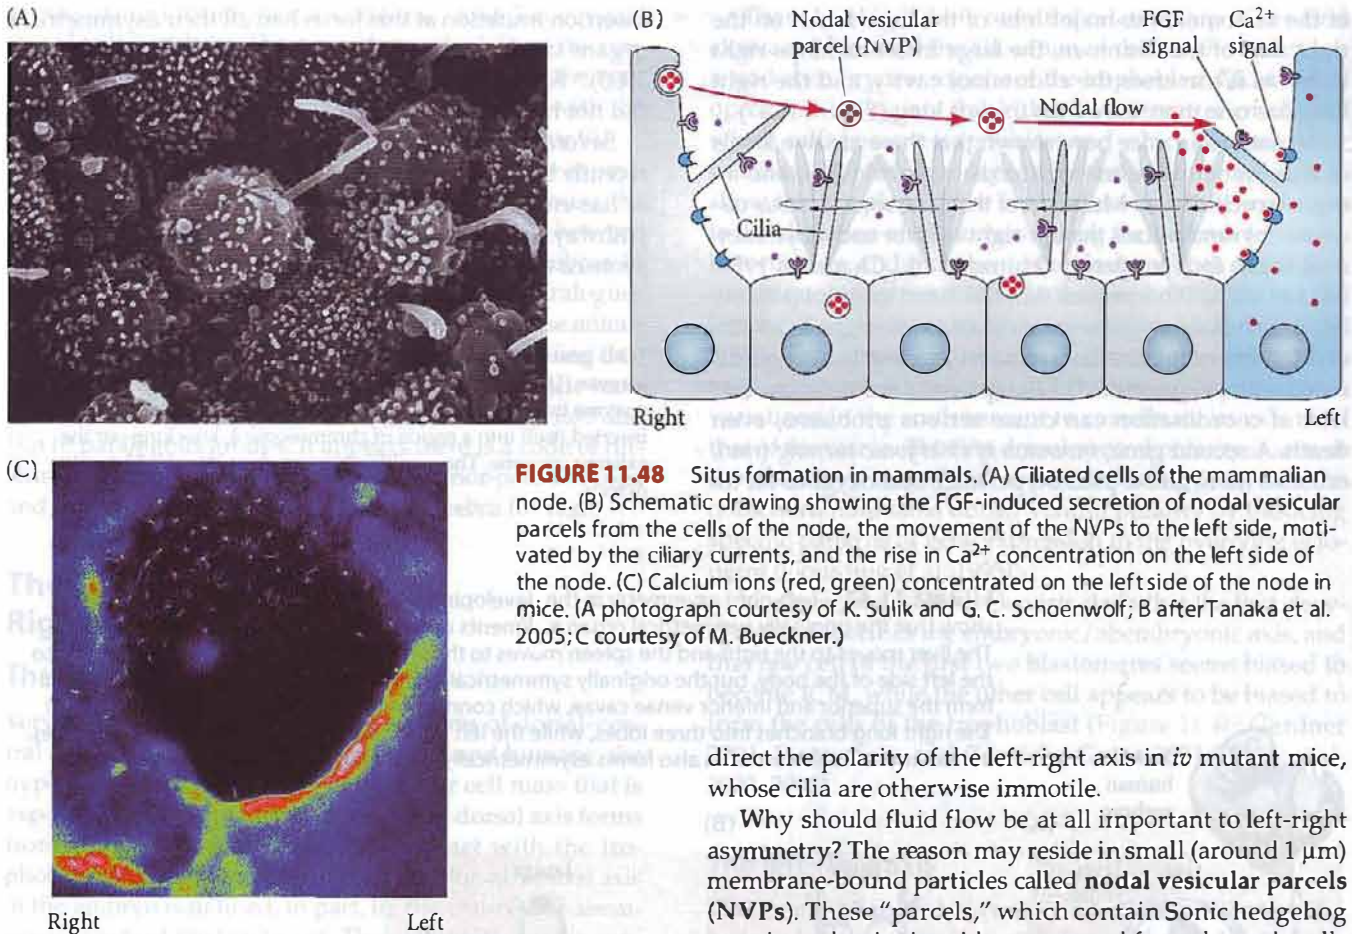 (A)
(B)
Nodal vesicular
parcel (NVP)
FGF
signal
Ca2+
signal
Nodal flow
Cilia
Right
Left
(C)
Right
Left
FIGURE 11.48 Situs formation in mammals. (A) Ciliated cells of the mammalian
node. (B) Schematic drawing showing the FGF-induced secretion of nodal vesicular
parcels from the cells of the node, the movement of the NVPs to the left side, moti-
vated by the ciliary currents, and the rise in Ca2+ concentration on the left side of
the node. (C) Calcium ions (red, green) concentrated on the left side of the node in
mice. (A photograph courtesy of K. Sulik and G. C. Schoenwolf; B after Tanaka et al.
2005; C courtesy of M. Bueckner.)
direct the polarity of the left-right axis in iv mutant mice,
whose cilia are otherwise immotile.
Why should fluid flow be at all important to left-right
asymmetry? The reason may reside in small (around 1 µm)
membrane-bound particles called nodal vesicular parcels
(NVPs). These "parcels," which contain Sonic hedgehog